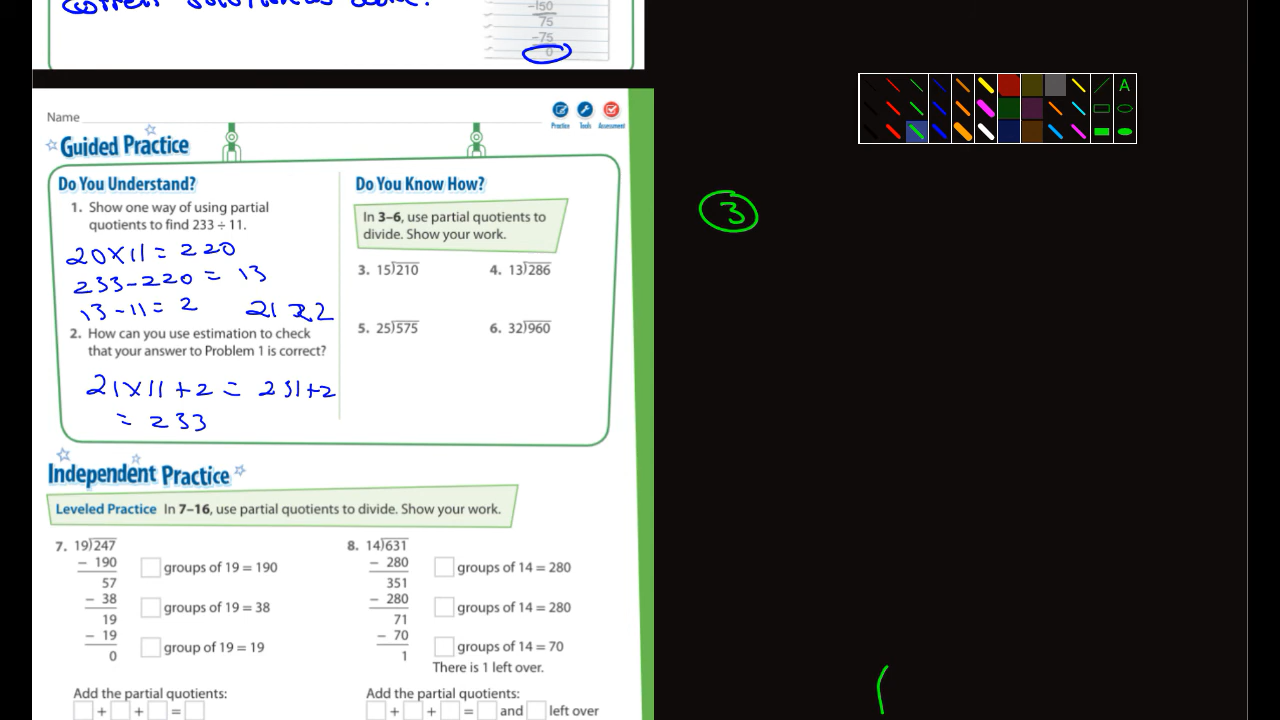 correct solution is done.
-150
75
-75
0
Name
Practice Tools Assessment
Guided Practice
Do You Understand?
1. Show one way of using partial
quotients to find 233 ÷ 11.
20×11 = 220
233-220 = 13
13-11= 2 21 R2
2. How can you use estimation to check
that your answer to Problem 1 is correct?
21×11+2 = 231+2
= 233
Do You Know How?
In 3–6, use partial quotients to
divide. Show your work.
3. 15)210 4. 13)286
5. 25)575 6. 32)960
Independent Practice
Leveled Practice In 7–16, use partial quotients to divide. Show your work.
7. 19)247
− 190 groups of 19 = 190
57
− 38 groups of 19 = 38
19
− 19 group of 19 = 19
0
Add the partial quotients:
+ + =
8. 14)631
− 280 groups of 14 = 280
351
− 280 groups of 14 = 280
71
− 70 groups of 14 = 70
1
There is 1 left over.
Add the partial quotients:
+ + = and left over
A
3
(